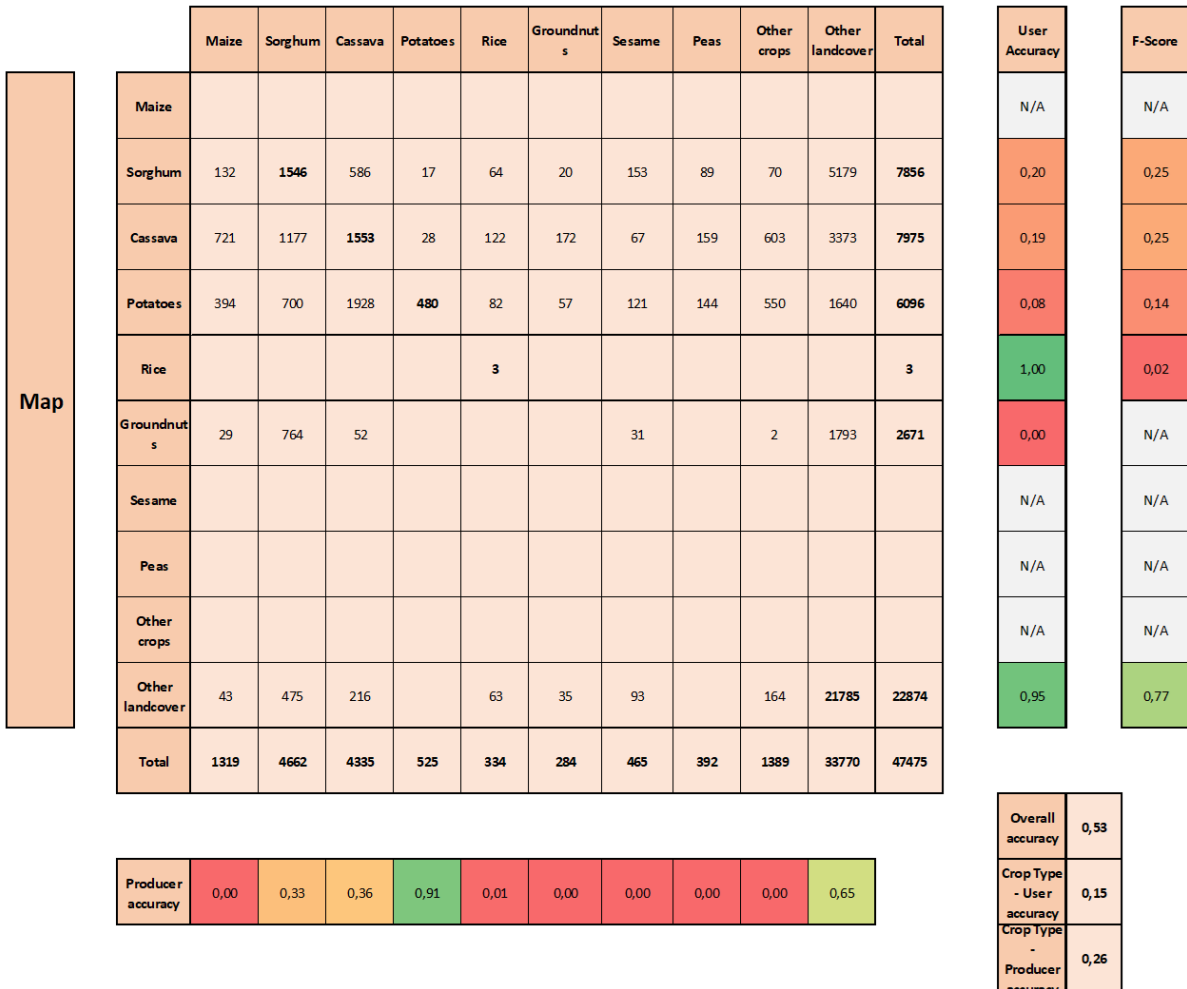 Maize Sorghum Cassava Potatoes Rice Groundnut s Sesame Peas Other crops Other landcover Total User Accuracy F-Score
Map
Maize N/A N/A
Sorghum 132 1546 586 17 64 20 153 89 70 5179 7856 0,20 0,25
Cassava 721 1177 1553 28 122 172 67 159 603 3373 7975 0,19 0,25
Potatoes 394 700 1928 480 82 57 121 144 550 1640 6096 0,08 0,14
Rice 3 3 1,00 0,02
Groundnut s 29 764 52 31 2 1793 2671 0,00 N/A
Sesame N/A N/A
Peas N/A N/A
Other crops N/A N/A
Other landcover 43 475 216 63 35 93 164 21785 22874 0,95 0,77
Total 1319 4662 4335 525 334 284 465 392 1389 33770 47475
Overall accuracy 0,53
Producer accuracy 0,00 0,33 0,36 0,91 0,01 0,00 0,00 0,00 0,00 0,65
Crop Type - User accuracy 0,15
Crop Type - Producer accuracy 0,26